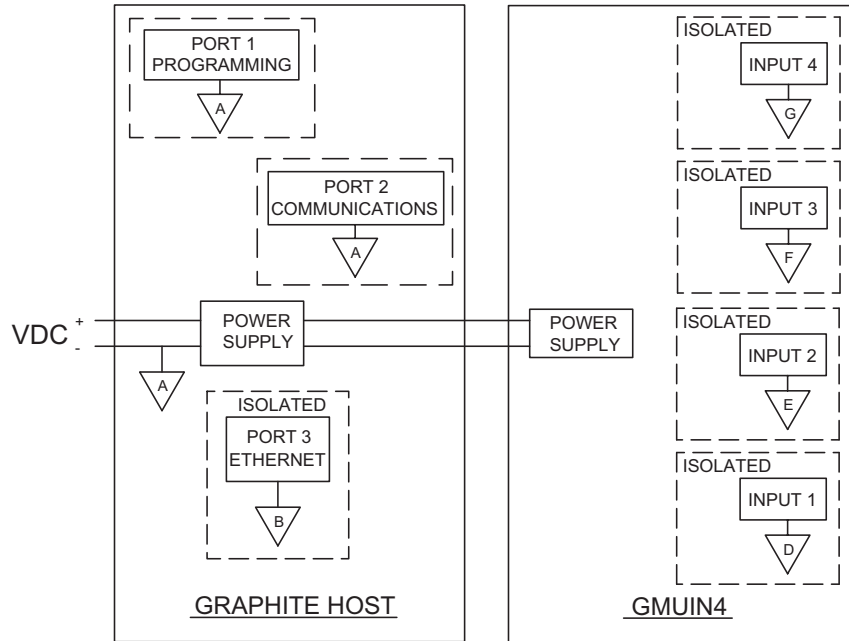 PORT 1
PROGRAMMING
A
PORT 2
COMMUNICATIONS
A
VDC
+
-
POWER
SUPPLY
A
ISOLATED
PORT 3
ETHERNET
B
GRAPHITE HOST
ISOLATED
INPUT 4
G
ISOLATED
INPUT 3
F
POWER
SUPPLY
ISOLATED
INPUT 2
E
ISOLATED
INPUT 1
D
GMUIN4